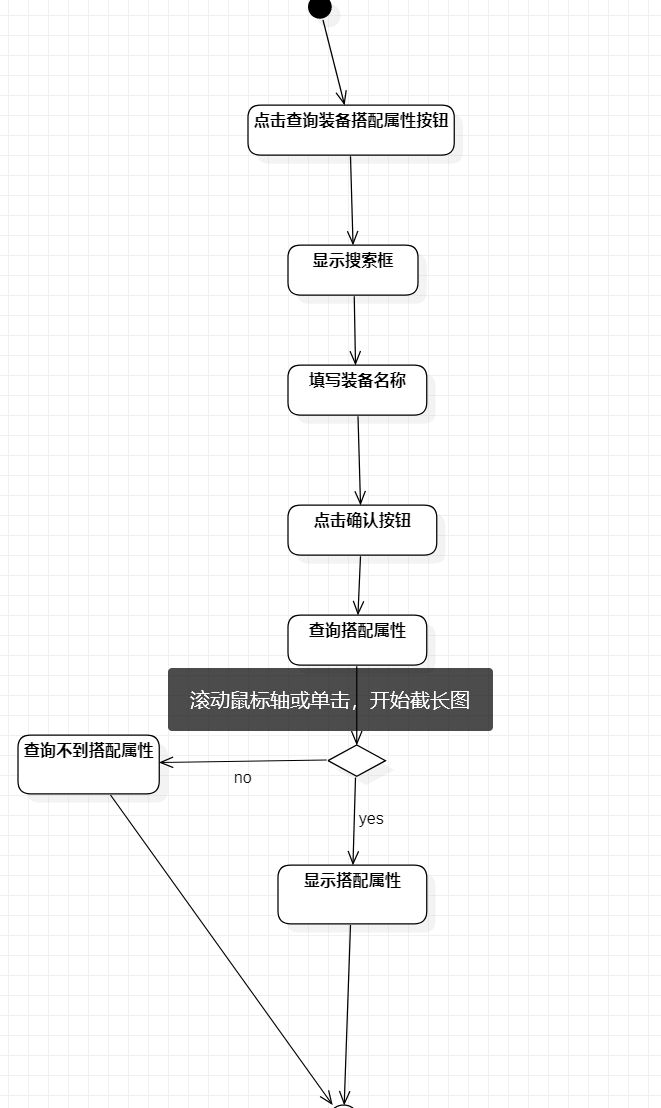 点击查询装备搭配属性按钮
显示搜索框
填写装备名称
点击确认按钮
查询搭配属性
滚动鼠标轴或单击，开始截长图
查询不到搭配属性
no
yes
显示搭配属性